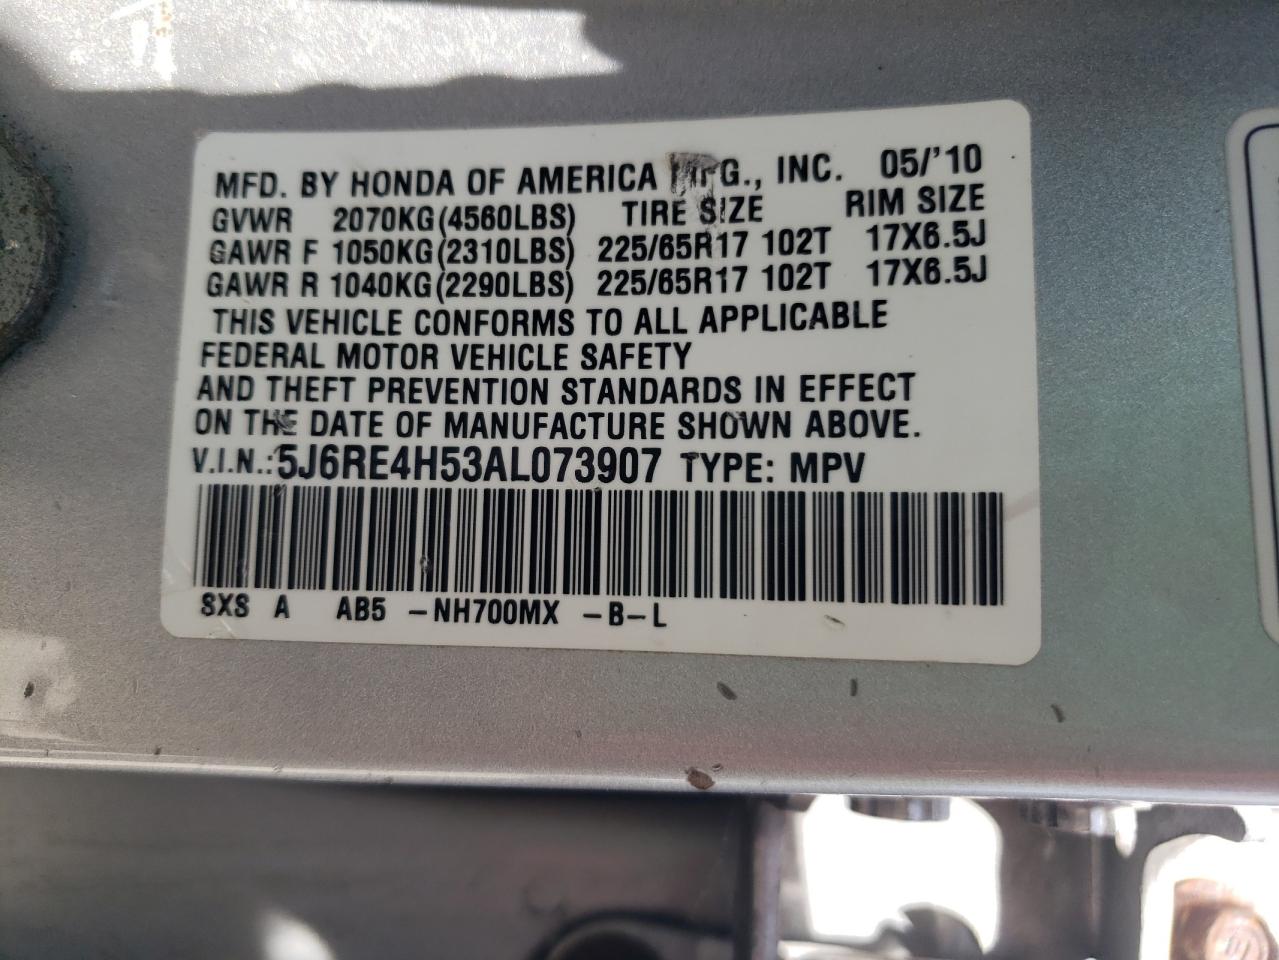 MFD. BY HONDA OF AMERICA MFG., INC. 05/'10
GVWR 2070KG(4560LBS) TIRE SIZE RIM SIZE
GAWR F 1050KG(2310LBS) 225/65R17 102T 17X6.5J
GAWR R 1040KG(2290LBS) 225/65R17 102T 17X6.5J
THIS VEHICLE CONFORMS TO ALL APPLICABLE
FEDERAL MOTOR VEHICLE SAFETY
AND THEFT PREVENTION STANDARDS IN EFFECT
ON THE DATE OF MANUFACTURE SHOWN ABOVE.
V.I.N.:5J6RE4H53AL073907 TYPE: MPV
SXS A AB5 -NH700MX -B-L